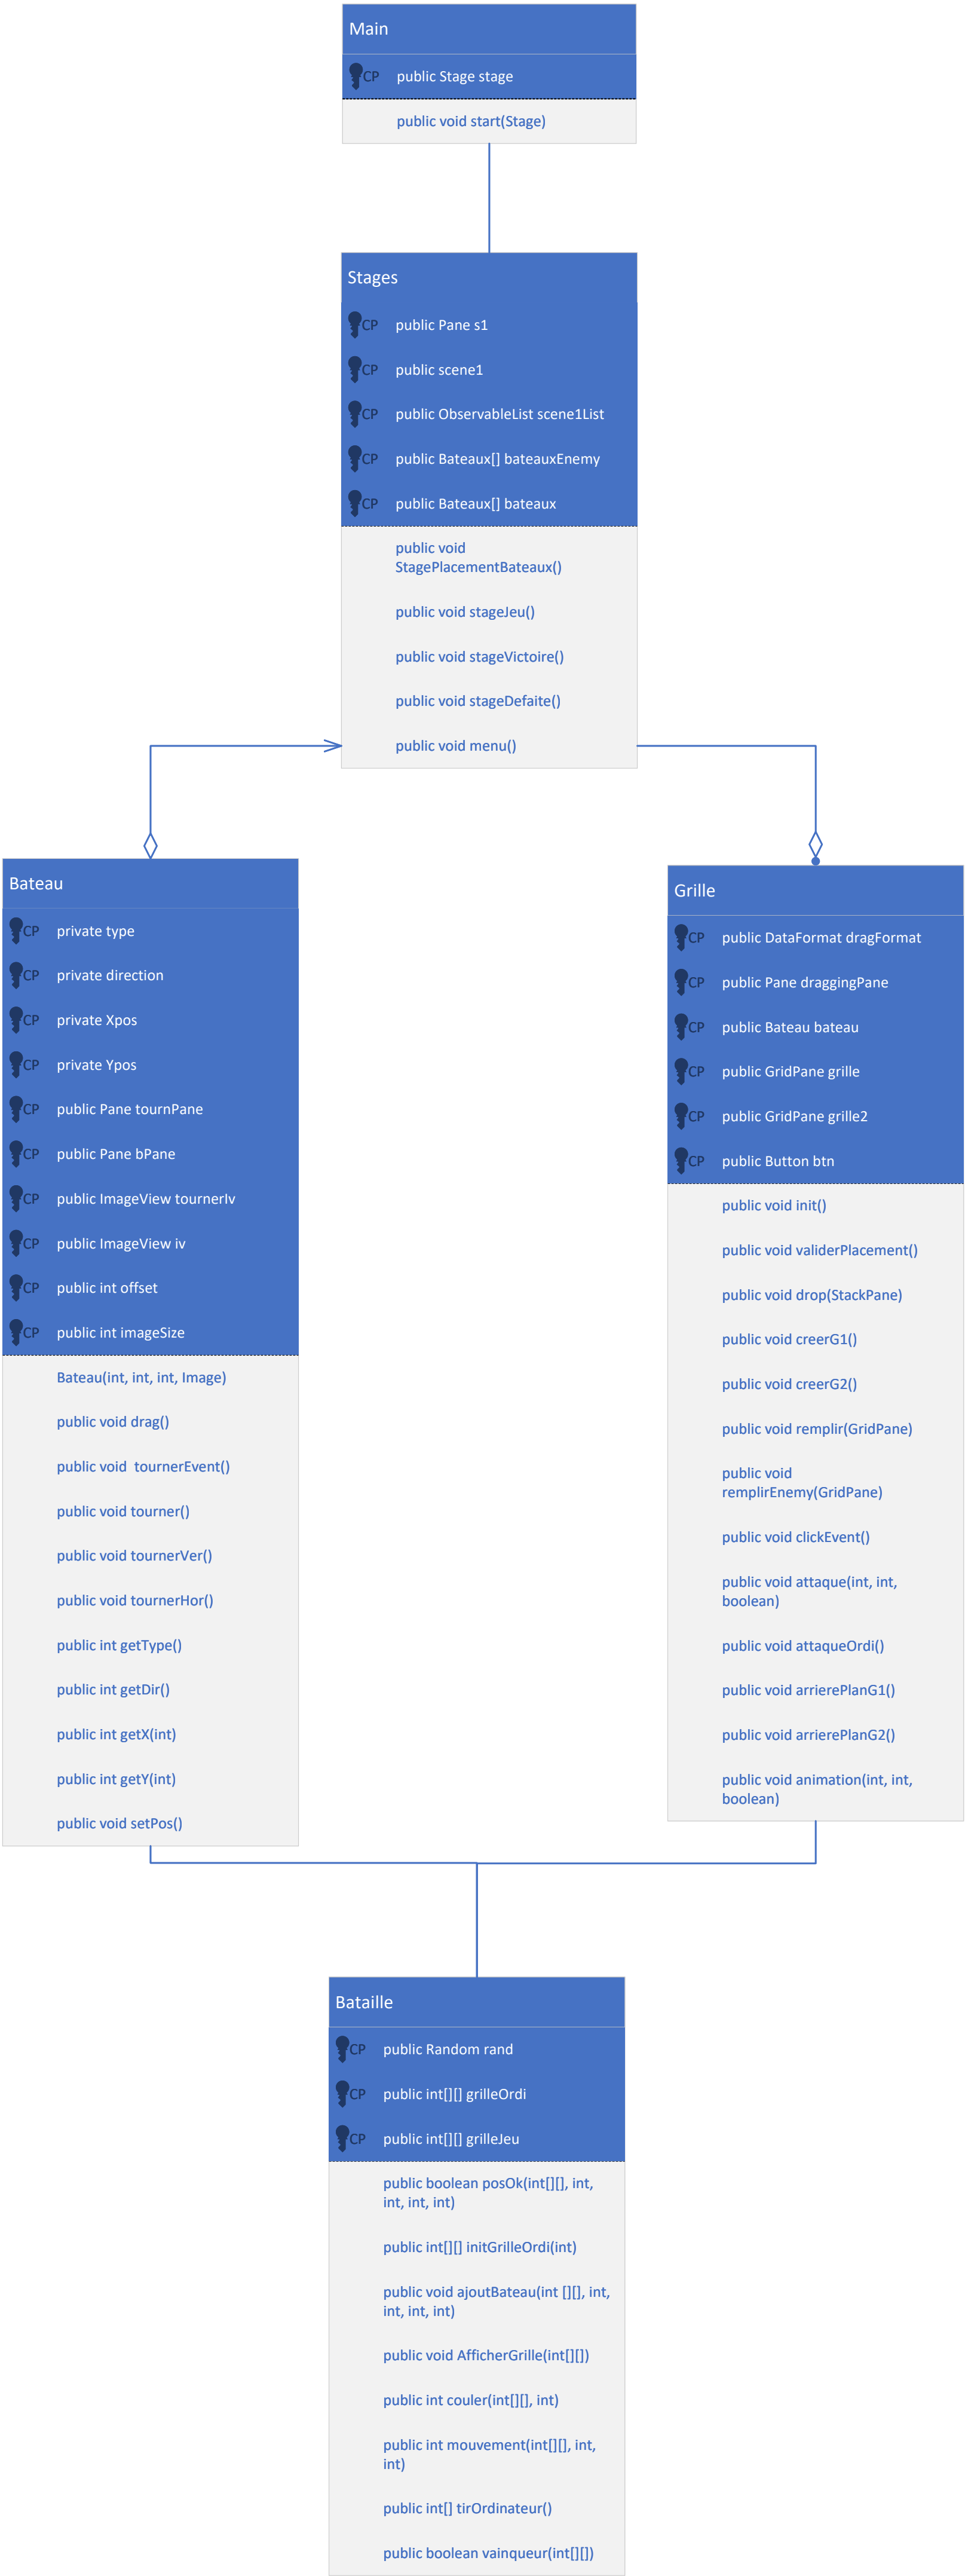 Main
CP public Stage stage
public void start(Stage)
Stages
CP public Pane s1
CP public scene1
CP public ObservableList scene1List
CP public Bateaux[] bateauxEnemy
CP public Bateaux[] bateaux
public void
StagePlacementBateaux()
public void stageJeu()
public void stageVictoire()
public void stageDefaite()
public void menu()
Bateau
CP private type
CP private direction
CP private Xpos
CP private Ypos
CP public Pane tournPane
CP public Pane bPane
CP public ImageView tournerIv
CP public ImageView iv
CP public int offset
CP public int imageSize
Bateau(int, int, int, Image)
public void drag()
public void tournerEvent()
public void tourner()
public void tournerVer()
public void tournerHor()
public int getType()
public int getDir()
public int getX(int)
public int getY(int)
public void setPos()
Grille
CP public DataFormat dragFormat
CP public Pane draggingPane
CP public Bateau bateau
CP public GridPane grille
CP public GridPane grille2
CP public Button btn
public void init()
public void validerPlacement()
public void drop(StackPane)
public void creerG1()
public void creerG2()
public void remplir(GridPane)
public void
remplirEnemy(GridPane)
public void clickEvent()
public void attaque(int, int,
boolean)
public void attaqueOrdi()
public void arrierePlanG1()
public void arrierePlanG2()
public void animation(int, int,
boolean)
Bataille
CP public Random rand
CP public int[][] grilleOrdi
CP public int[][] grilleJeu
public boolean posOk(int[][], int,
int, int, int)
public int[][] initGrilleOrdi(int)
public void ajoutBateau(int [][], int,
int, int, int)
public void AfficherGrille(int[][])
public int couler(int[][], int)
public int mouvement(int[][], int,
int)
public int[] tirOrdinateur()
public boolean vainqueur(int[][])